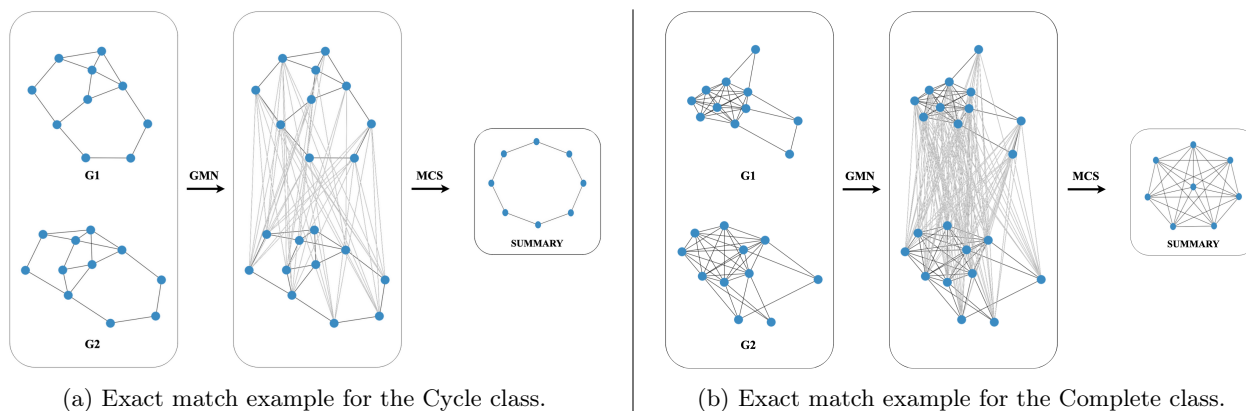 G1
GMN
MCS
SUMMARY
G2
(a) Exact match example for the Cycle class.
G1
GMN
MCS
SUMMARY
G2
(b) Exact match example for the Complete class.